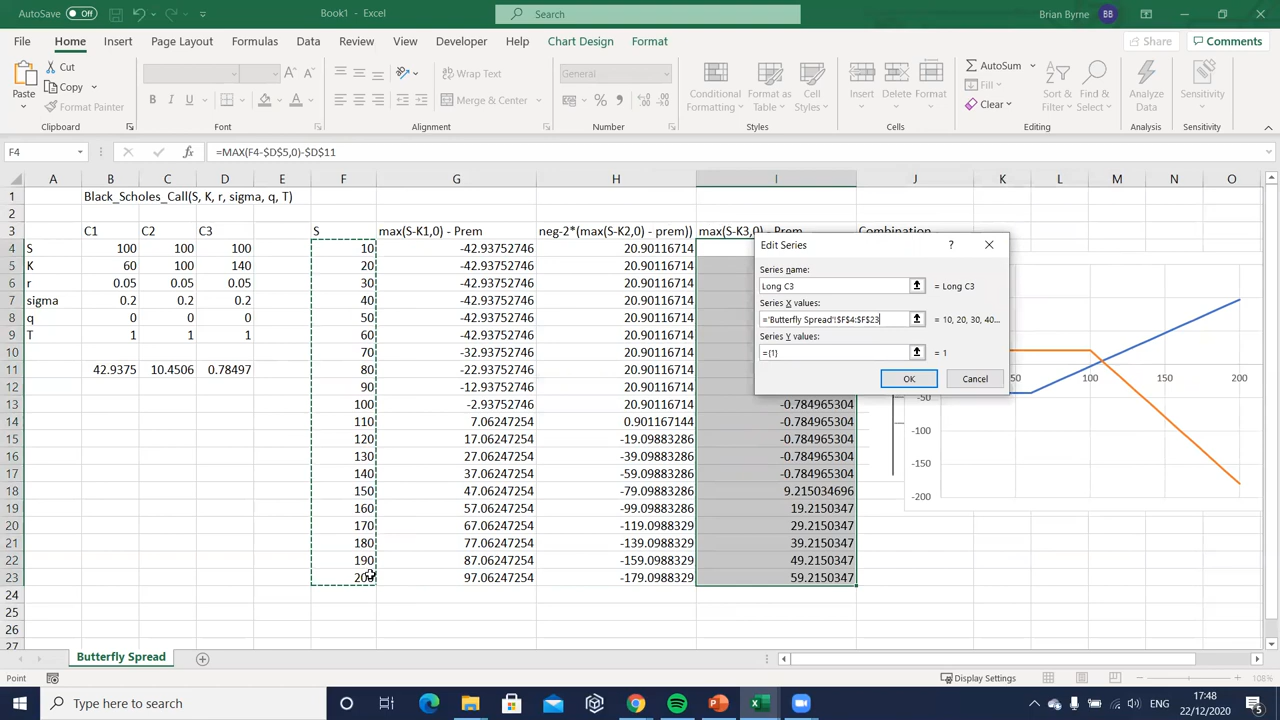 AutoSave Off Book1 - Excel Search Brian Byrne BB
File Home Insert Page Layout Formulas Data Review View Developer Help Chart Design Format Share Comments
Paste Cut Copy Format Painter Clipboard
B I U A A Font
Wrap Text Merge & Center Alignment
General % Number
Conditional Formatting Format as Table Cell Styles Styles
Insert Delete Format Cells
AutoSum Fill Clear Sort & Filter Find & Select Editing
Analyze Data Analysis
Sensitivity Sensitivity
F4 fx =MAX(F4-$D$5,0)-$D$11
A B C D E F G H I J K L M N O
1 Black_Scholes_Call(S, K, r, sigma, q, T)
2
3 C1 C2 C3 S max(S-K1,0) - Prem neg-2*(max(S-K2,0) - prem)) max(S-K3,0) - Prem Combination
4 S 100 100 100 10 -42.93752746 20.90116714
5 K 60 100 140 20 -42.93752746 20.90116714
6 r 0.05 0.05 0.05 30 -42.93752746 20.90116714
7 sigma 0.2 0.2 0.2 40 -42.93752746 20.90116714
8 q 0 0 0 50 -42.93752746 20.90116714
9 T 1 1 1 60 -42.93752746 20.90116714
10 70 -32.93752746 20.90116714
11 42.9375 10.4506 0.78497 80 -22.93752746 20.90116714
12 90 -12.93752746 20.90116714
13 100 -2.93752746 20.90116714 -0.784965304
14 110 7.06247254 0.901167144 -0.784965304
15 120 17.06247254 -19.09883286 -0.784965304
16 130 27.06247254 -39.09883286 -0.784965304
17 140 37.06247254 -59.09883286 -0.784965304
18 150 47.06247254 -79.09883286 9.215034696
19 160 57.06247254 -99.09883286 19.2150347
20 170 67.06247254 -119.0988329 29.2150347
21 180 77.06247254 -139.0988329 39.2150347
22 190 87.06247254 -159.0988329 49.2150347
23 200 97.06247254 -179.0988329 59.2150347
24
25
26
27
Edit Series ?
Series name:
Long C3 = Long C3
Series X values:
='Butterfly Spread'!$F$4:$F$23 = 10, 20, 30, 40...
Series Y values:
={1} = 1
OK Cancel
50 100 150 200
-50
-100
-150
-200
Butterfly Spread
Point Display Settings 108%
Type here to search
17:48
22/12/2020